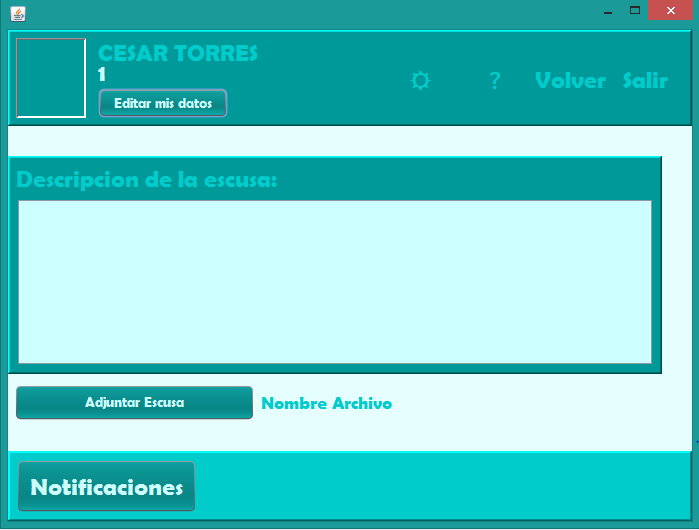 CESAR TORRES
1
Editar mis datos
?
Volver
Salir
Descripcion de la escusa:
Adjuntar Escusa
Nombre Archivo
Notificaciones